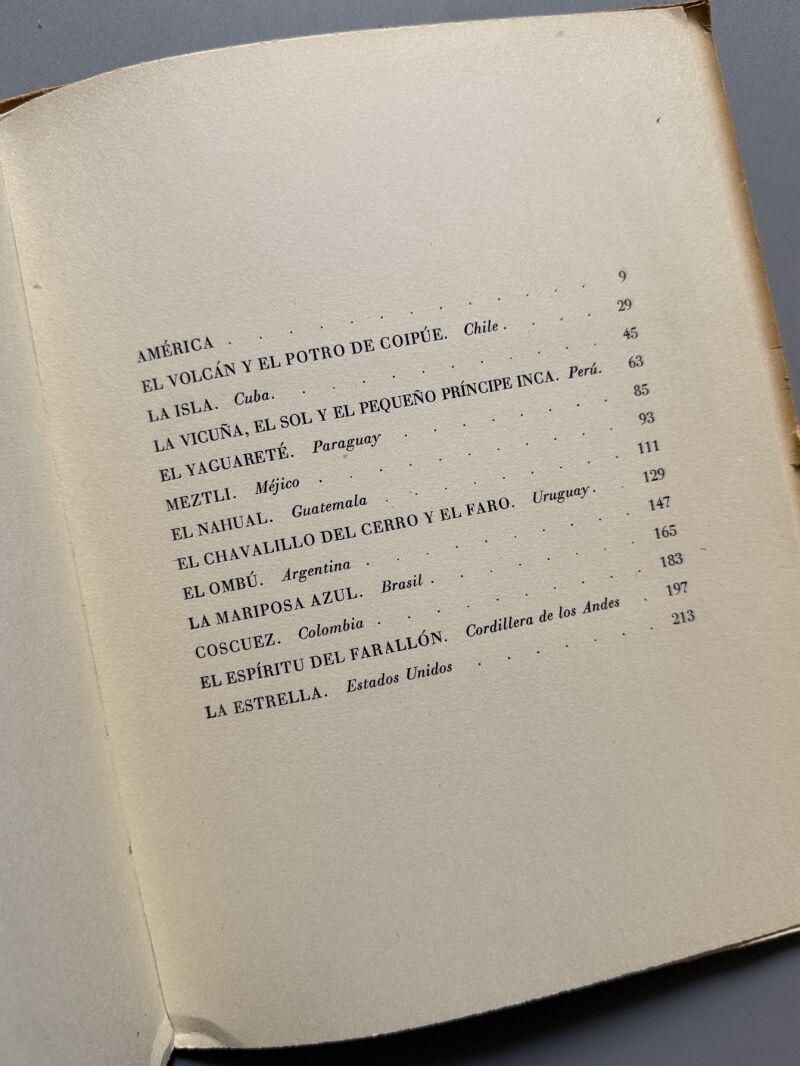 AMÉRICA . . . . . . . . . . . . . 9
EL VOLCÁN Y EL POTRO DE COIPÚE. Chile . . . . 29
LA ISLA. Cuba. . . . . . . . . . . . 45
LA VICUÑA, EL SOL Y EL PEQUEÑO PRÍNCIPE INCA. Perú. 63
EL YAGUARETÉ. Paraguay . . . . . . . 85
MEZTLI. Méjico . . . . . . . . . . 93
EL NAHUAL. Guatemala . . . . . . . . 111
EL CHAVALILLO DEL CERRO Y EL FARO. Uruguay . . 129
EL OMBÚ. Argentina . . . . . . . . . 147
LA MARIPOSA AZUL. Brasil . . . . . . . 165
COSCUEZ. Colombia . . . . . . . . . 183
EL ESPÍRITU DEL FARALLÓN. Cordillera de los Andes . 197
LA ESTRELLA. Estados Unidos . . . . . . 213